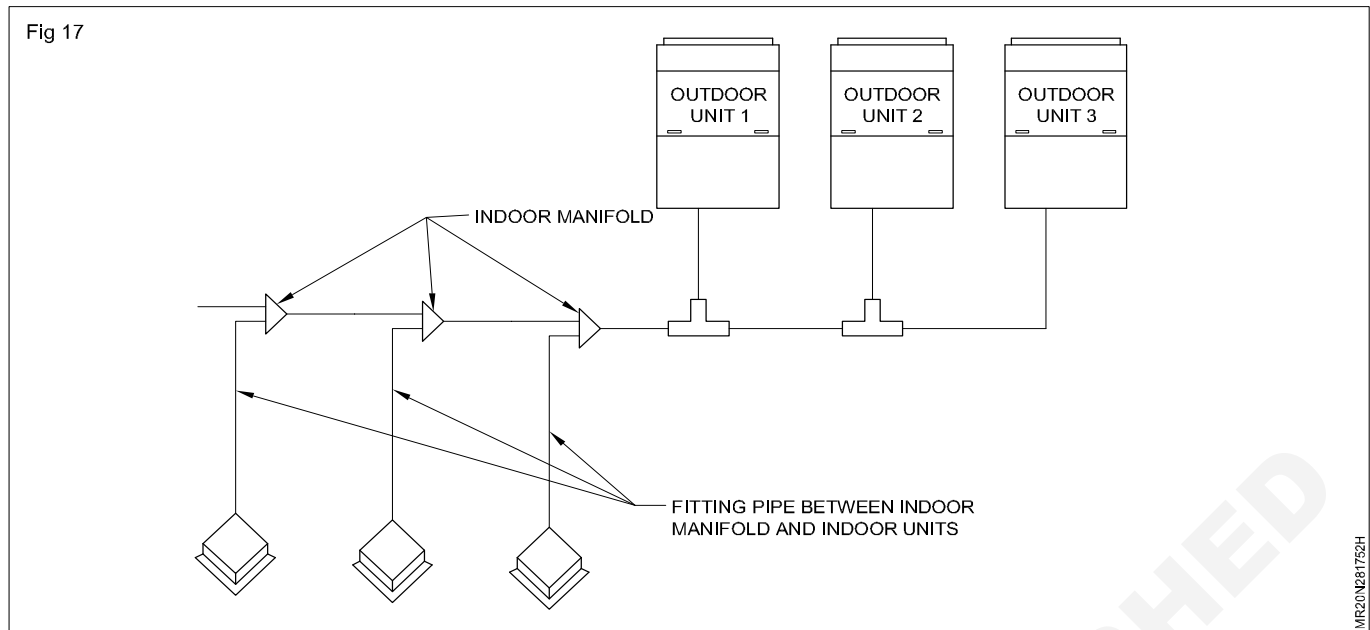 Fig 17
OUTDOOR
UNIT 1
OUTDOOR
UNIT 2
OUTDOOR
UNIT 3
INDOOR MANIFOLD
FITTING PIPE BETWEEN INDOOR
MANIFOLD AND INDOOR UNITS
MR20N281752H
HED